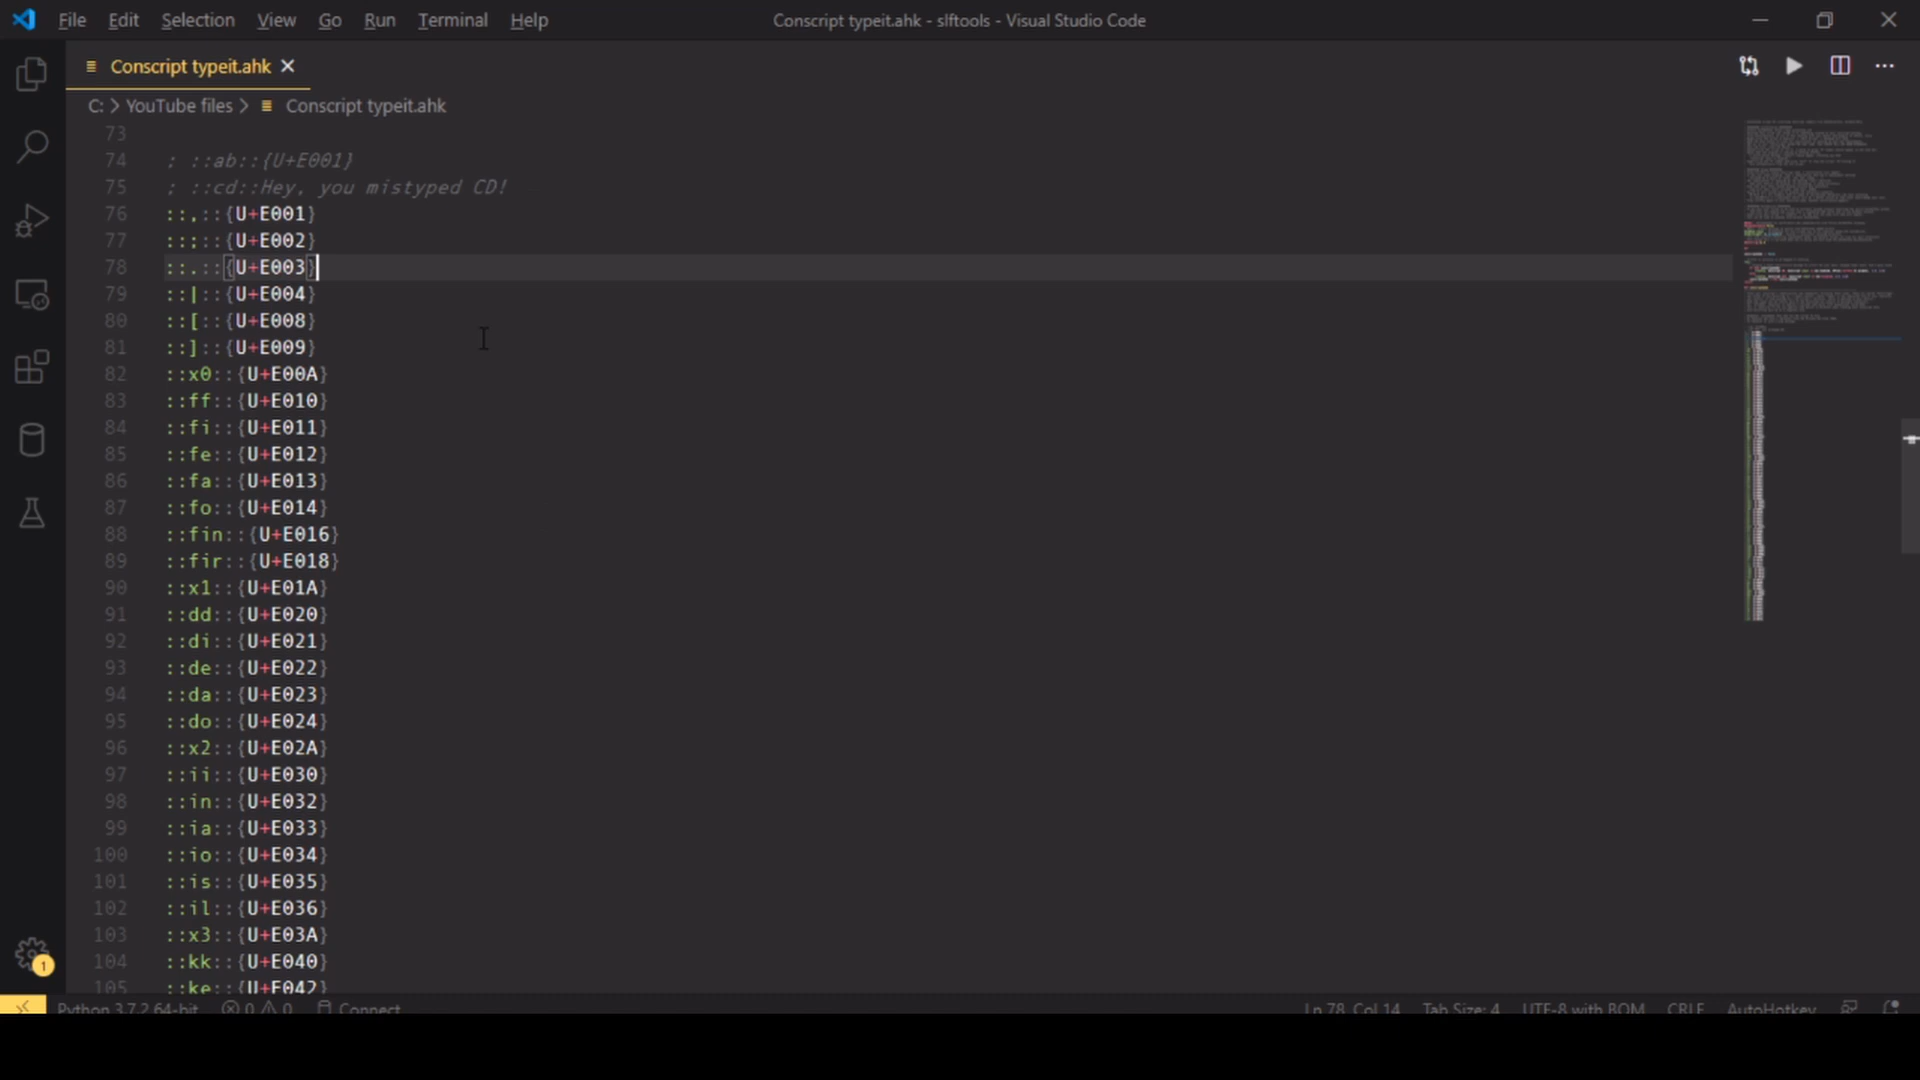 File Edit Selection View Go Run Terminal Help Conscript typeit.ahk - slftools - Visual Studio Code
Conscript typeit.ahk
C: > YouTube files > Conscript typeit.ahk
73
74 ; ::ab::{U+E001}
75 ; ::cd::Hey, you mistyped CD!
76 ::,::{U+E001}
77 :::::{U+E002}
78 ::.::{U+E003}
79 ::|::{U+E004}
80 ::[::{U+E008}
81 ::]::{U+E009}
82 ::x0::{U+E00A}
83 ::ff::{U+E010}
84 ::fi::{U+E011}
85 ::fe::{U+E012}
86 ::fa::{U+E013}
87 ::fo::{U+E014}
88 ::fin::{U+E016}
89 ::fir::{U+E018}
90 ::x1::{U+E01A}
91 ::dd::{U+E020}
92 ::di::{U+E021}
93 ::de::{U+E022}
94 ::da::{U+E023}
95 ::do::{U+E024}
96 ::x2::{U+E02A}
97 ::ii::{U+E030}
98 ::in::{U+E032}
99 ::ia::{U+E033}
100 ::io::{U+E034}
101 ::is::{U+E035}
102 ::il::{U+E036}
103 ::x3::{U+E03A}
104 ::kk::{U+E040}
105 ::ke::{U+E042}
1
Python 3.7.2 64-bit 0 0 Connect Ln 78, Col 14 Tab Size: 4 UTF-8 with BOM CRLF AutoHotkey